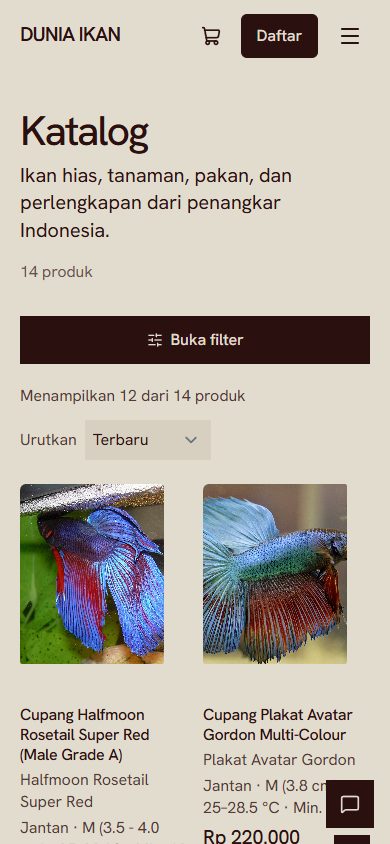 DUNIA IKAN
Daftar
Katalog
Ikan hias, tanaman, pakan, dan
perlengkapan dari penangkar
Indonesia.
14 produk
Buka filter
Menampilkan 12 dari 14 produk
Urutkan
Terbaru
Cupang Halfmoon
Rosetail Super Red
(Male Grade A)
Halfmoon Rosetail
Super Red
Jantan · M (3.5 - 4.0
Cupang Plakat Avatar
Gordon Multi-Colour
Plakat Avatar Gordon
Jantan · M (3.8 cm
25–28.5 °C · Min.
Rp 220.000